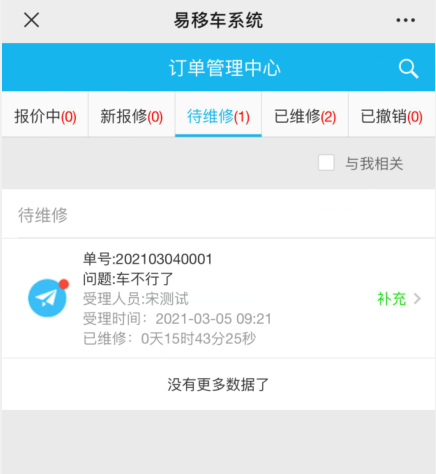 易移车系统
订单管理中心
报价中(0) 新报修(0) 待维修(1) 已维修(2) 已撤销(0)
与我相关
待维修
单号:202103040001
问题:车不行了
受理人员:宋测试
补充
受理时间：2021-03-05 09:21
已维修：0天15时43分25秒
没有更多数据了